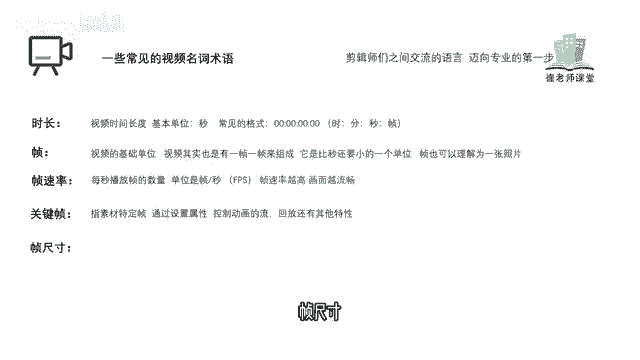 一些常见的视频名词术语
剪辑师们之间交流的语言 迈向专业的第一步
崔老师课堂
时长： 视频时间长度 基本单位：秒 常见的格式：00:00:00:00 （时：分：秒：帧）
帧： 视频的基础单位 视频其实也是有一帧一帧来组成 它是比秒还要小的一个单位 帧也可以理解为一张照片
帧速率： 每秒播放帧的数量 单位是帧/秒 （FPS） 帧速率越高 画面越流畅
关键帧： 指素材特定帧 通过设置属性 控制动画的流、回放还有其他特性
帧尺寸：
帧尺寸